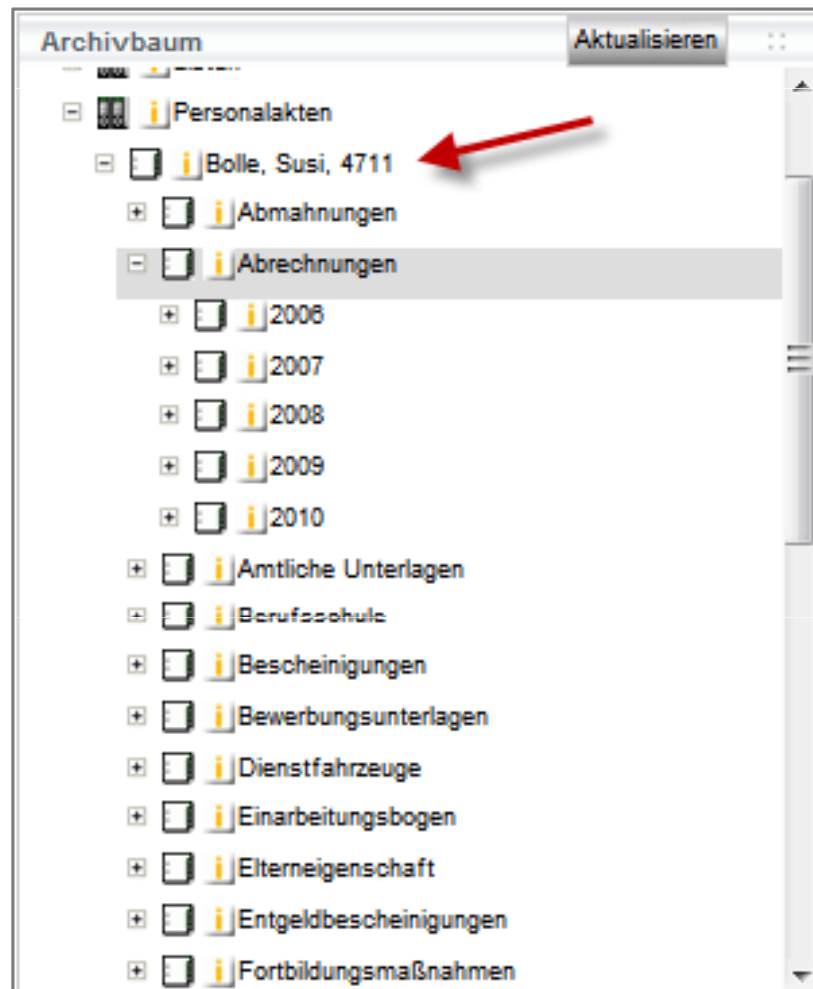 Archivbaum Aktualisieren
Personalakten
Bolle, Susi, 4711
Abmahnungen
Abrechnungen
2006
2007
2008
2009
2010
Amtliche Unterlagen
Berufsschule
Bescheinigungen
Bewerbungsunterlagen
Dienstfahrzeuge
Einarbeitungsbogen
Elterneigenschaft
Entgeldbescheinigungen
Fortbildungsmaßnahmen